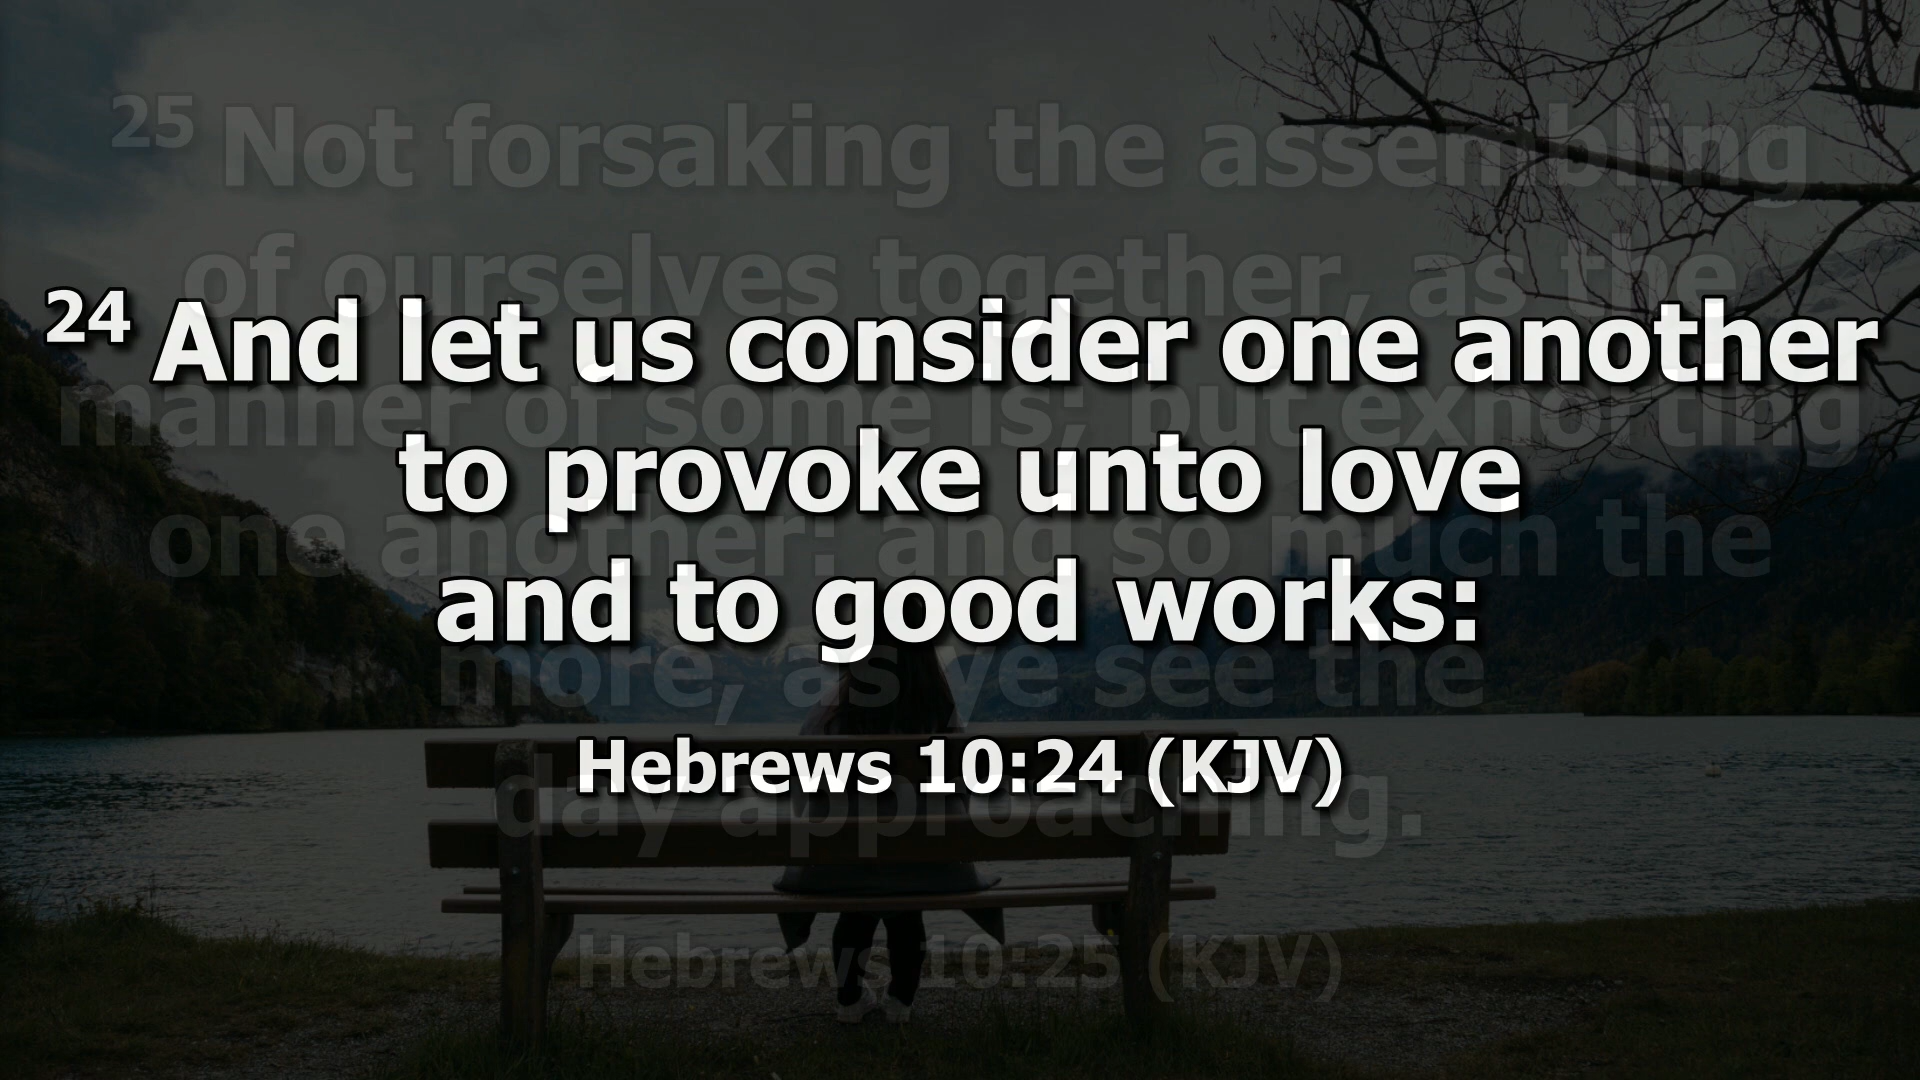 24 And let us consider one another
to provoke unto love
and to good works:
Hebrews 10:24 (KJV)
25 Not forsaking the assembling
of ourselves together, as the
manner of some is; but exhorting
one another: and so much the
more, as ye see the
day approaching.
Hebrews 10:25 (KJV)